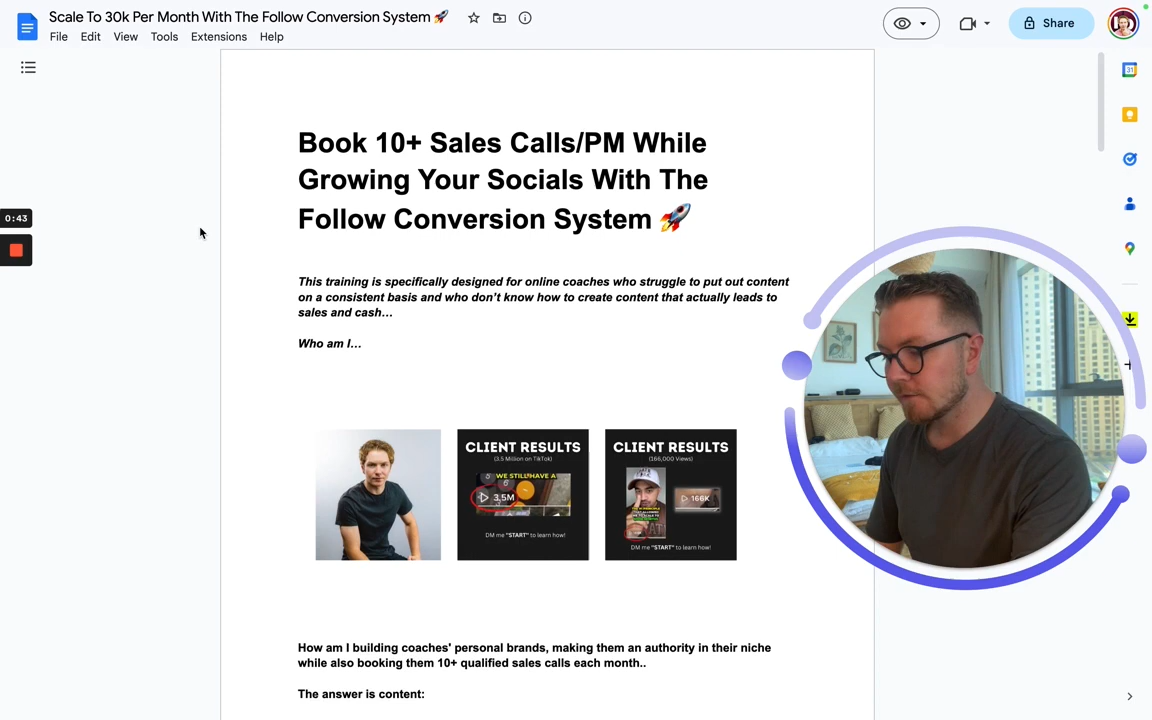 Scale To 30k Per Month With The Follow Conversion System 🚀
File Edit View Tools Extensions Help
Share
31
0:43
Book 10+ Sales Calls/PM While
Growing Your Socials With The
Follow Conversion System 🚀
This training is specifically designed for online coaches who struggle to put out content
on a consistent basis and who don't know how to create content that actually leads to
sales and cash...
Who am I...
CLIENT RESULTS
(3.5 Million on TikTok)
WE STILL HAVE A
3.5M
DM me "START" to learn how!
CLIENT RESULTS
(166,000 Views)
166K
DM me "START" to learn how!
How am I building coaches' personal brands, making them an authority in their niche
while also booking them 10+ qualified sales calls each month..
The answer is content: